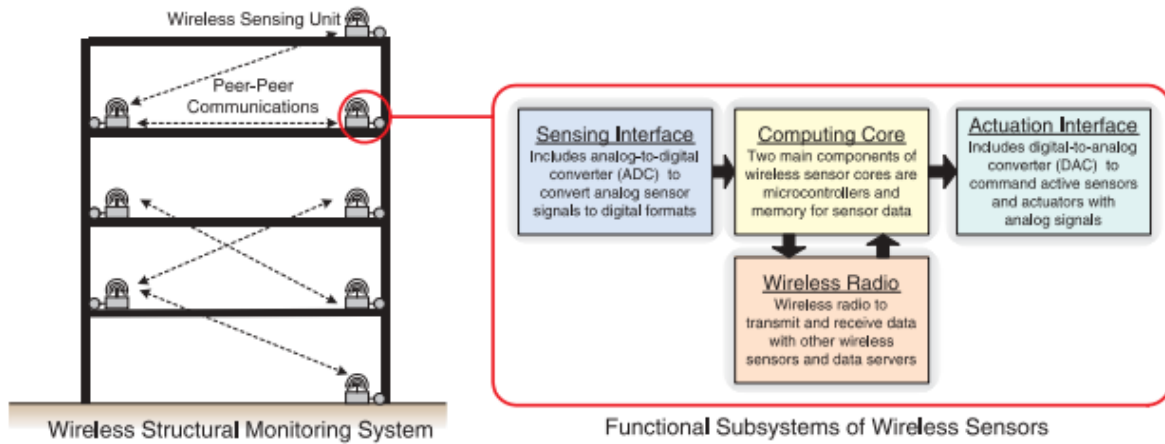 Wireless Sensing Unit
Peer-Peer
Communications
Wireless Structural Monitoring System
Sensing Interface
Includes analog-to-digital
converter (ADC) to
convert analog sensor
signals to digital formats
Computing Core
Two main components of
wireless sensor cores are
microcontrollers and
memory for sensor data
Actuation Interface
Includes digital-to-analog
converter (DAC) to
command active sensors
and actuators with
analog signals
Wireless Radio
Wireless radio to
transmit and receive data
with other wireless
sensors and data servers
Functional Subsystems of Wireless Sensors